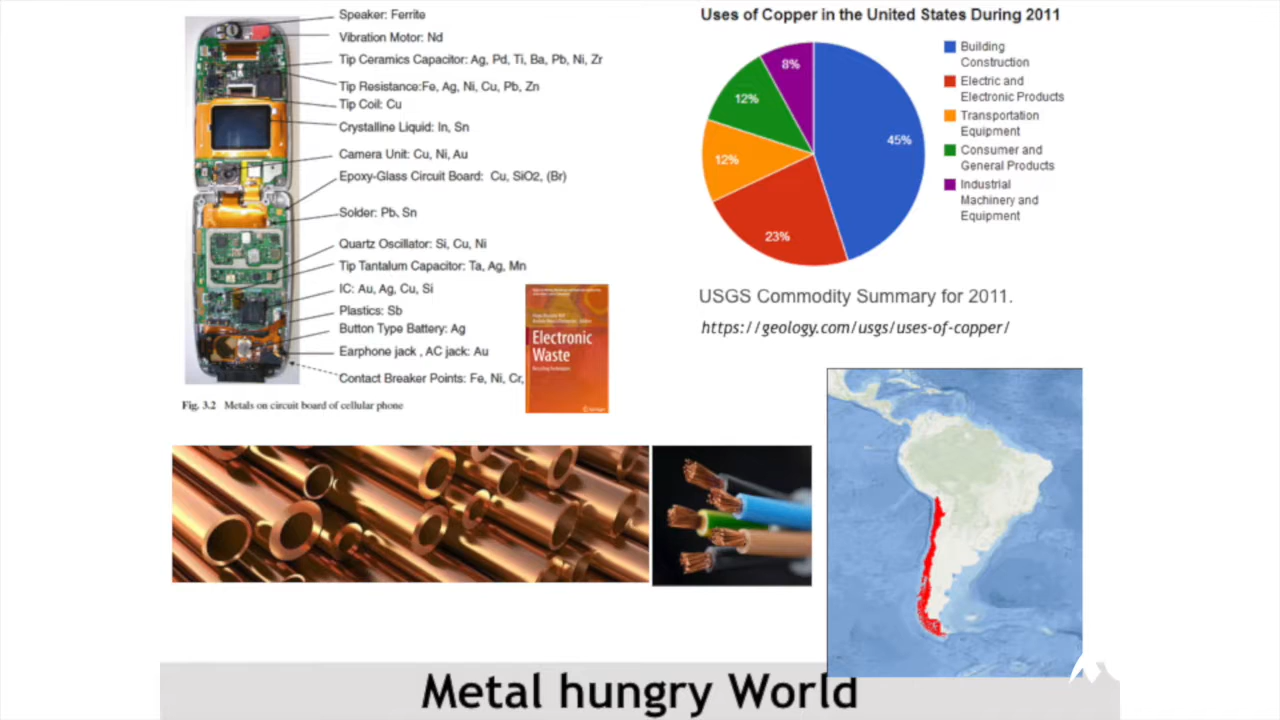 Speaker: Ferrite
Vibration Motor: Nd
Tip Ceramics Capacitor: Ag, Pd, Ti, Ba, Pb, Ni, Zr
Tip Resistance:Fe, Ag, Ni, Cu, Pb, Zn
Tip Coil: Cu
Crystalline Liquid: In, Sn
Camera Unit: Cu, Ni, Au
Epoxy-Glass Circuit Board: Cu, SiO2, (Br)
Solder: Pb, Sn
Quartz Oscillator: Si, Cu, Ni
Tip Tantalum Capacitor: Ta, Ag, Mn
IC: Au, Ag, Cu, Si
Plastics: Sb
Button Type Battery: Ag
Earphone jack , AC jack: Au
Contact Breaker Points: Fe, Ni, Cr,
Fig. 3.2 Metals on circuit board of cellular phone
Electronic
Waste
Recycling Techniques
Springer
Uses of Copper in the United States During 2011
8%
12%
12%
23%
45%
Building
Construction
Electric and
Electronic Products
Transportation
Equipment
Consumer and
General Products
Industrial
Machinery and
Equipment
USGS Commodity Summary for 2011.
https://geology.com/usgs/uses-of-copper/
Metal hungry World